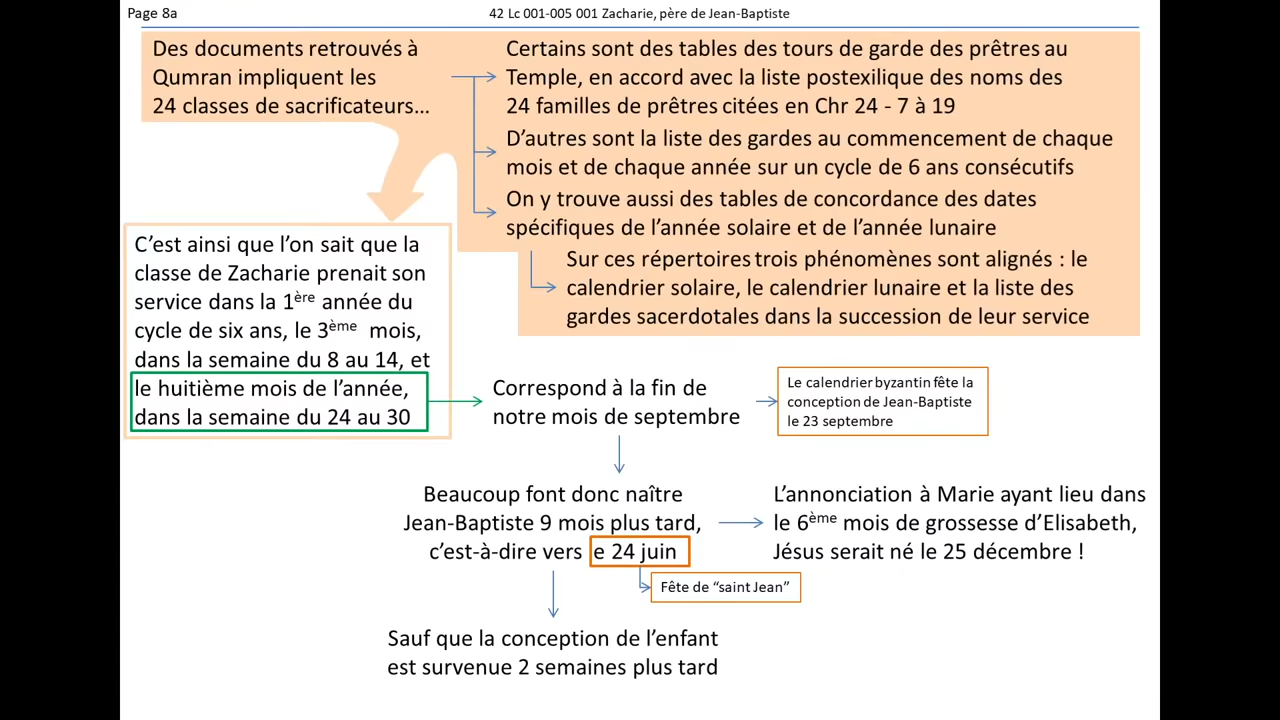 Page 8a
42 Lc 001-005 001 Zacharie, père de Jean-Baptiste
Des documents retrouvés à
Qumran impliquent les
24 classes de sacrificateurs…
Certains sont des tables des tours de garde des prêtres au
Temple, en accord avec la liste postexilique des noms des
24 familles de prêtres citées en Chr 24 - 7 à 19
D’autres sont la liste des gardes au commencement de chaque
mois et de chaque année sur un cycle de 6 ans consécutifs
On y trouve aussi des tables de concordance des dates
spécifiques de l’année solaire et de l’année lunaire
Sur ces répertoires trois phénomènes sont alignés : le
calendrier solaire, le calendrier lunaire et la liste des
gardes sacerdotales dans la succession de leur service
C’est ainsi que l’on sait que la
classe de Zacharie prenait son
service dans la 1ère année du
cycle de six ans, le 3ème mois,
dans la semaine du 8 au 14, et
le huitième mois de l’année,
dans la semaine du 24 au 30
Correspond à la fin de
notre mois de septembre
Le calendrier byzantin fête la
conception de Jean-Baptiste
le 23 septembre
Beaucoup font donc naître
Jean-Baptiste 9 mois plus tard,
c’est-à-dire vers le 24 juin
L’annonciation à Marie ayant lieu dans
le 6ème mois de grossesse d’Elisabeth,
Jésus serait né le 25 décembre !
Fête de “saint Jean”
Sauf que la conception de l’enfant
est survenue 2 semaines plus tard